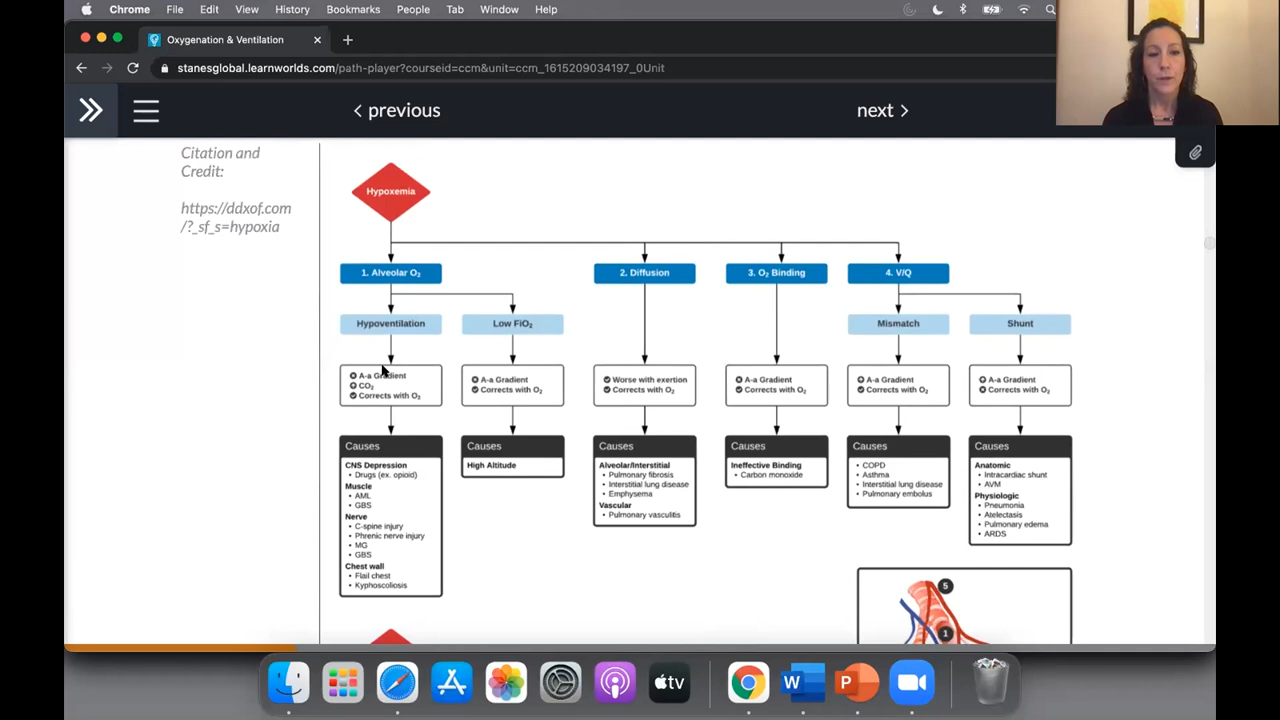 Chrome File Edit View History Bookmarks People Tab Window Help
Oxygenation & Ventilation
stanesglobal.learnworlds.com/path-player?courseid=ccm&unit=ccm_1615209034197_0Unit
previous
next
Citation and
Credit:
https://ddxof.com
/?_sf_s=hypoxia
Hypoxemia
1. Alveolar O₂
2. Diffusion
3. O₂ Binding
4. V/Q
Hypoventilation
Low FiO₂
Mismatch
Shunt
A-a Gradient
CO₂
Corrects with O₂
A-a Gradient
Corrects with O₂
Worse with exertion
Corrects with O₂
A-a Gradient
Corrects with O₂
A-a Gradient
Corrects with O₂
A-a Gradient
Corrects with O₂
Causes
CNS Depression
• Drugs (ex. opioid)
Muscle
• AML
• GBS
Nerve
• C-spine injury
• Phrenic nerve injury
• MG
• GBS
Chest wall
• Flail chest
• Kyphoscoliosis
Causes
High Altitude
Causes
Alveolar/Interstitial
• Pulmonary fibrosis
• Interstitial lung disease
• Emphysema
Vascular
• Pulmonary vasculitis
Causes
Ineffective Binding
• Carbon monoxide
Causes
• COPD
• Asthma
• Interstitial lung disease
• Pulmonary embolus
Causes
Anatomic
• Intracardiac shunt
• AVM
Physiologic
• Pneumonia
• Atelectasis
• Pulmonary edema
• ARDS
5
1
tv
W
P